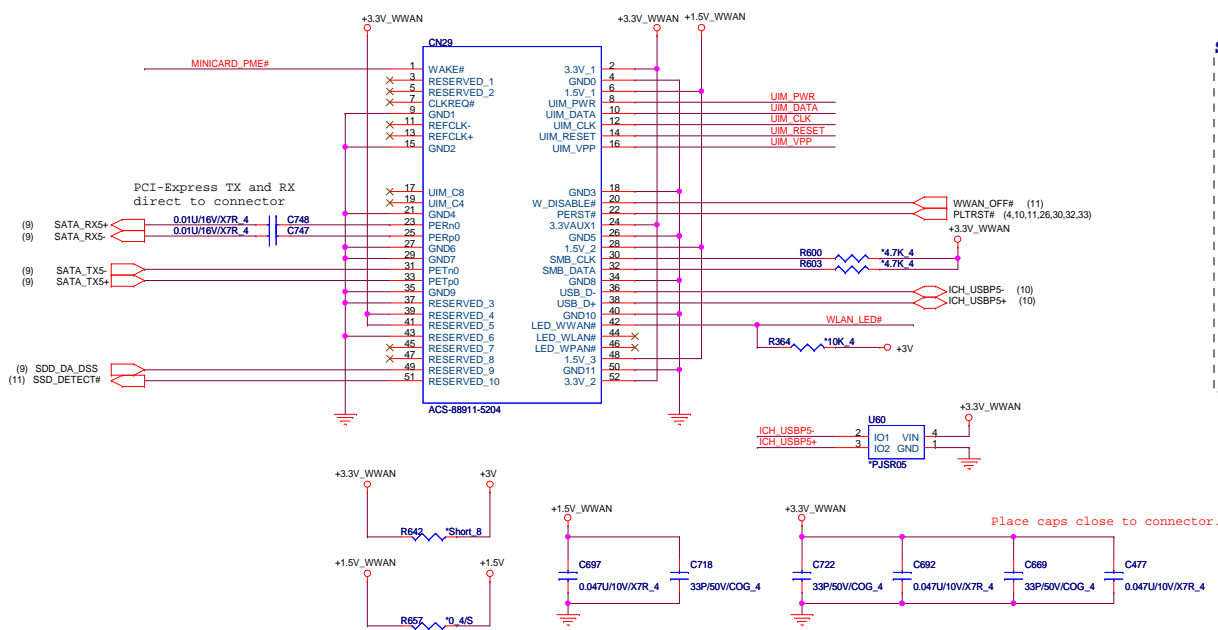 +3.3V_WWAN
+3.3V_WWAN
+1.5V_WWAN
CN29
MINICARD_PME#
1 WAKE# 3.3V_1 2
3 RESERVED_1 GND0 4
5 RESERVED_2 1.5V_1 6
7 CLKREQ# UIM_PWR 8 UIM_PWR
9 GND1 UIM_DATA 10 UIM_DATA
11 REFCLK- UIM_CLK 12 UIM_CLK
13 REFCLK+ UIM_RESET 14 UIM_RESET
15 GND2 UIM_VPP 16 UIM_VPP
PCI-Express TX and RX
direct to connector
17 UIM_C8 GND3 18
19 UIM_C4 W_DISABLE# 20 WWAN_OFF# (11)
21 GND4 PERST# 22 PLTRST# (4,10,11,26,30,32,33)
(9) SATA_RX5+ 0.01U/16V/X7R_4 C748 23 PERn0 3.3VAUX1 24
(9) SATA_RX5- 0.01U/16V/X7R_4 C747 25 PERp0 GND5 26
+3.3V_WWAN
27 GND6 1.5V_2 28
29 GND7 SMB_CLK 30 R600 *4.7K_4
(9) SATA_TX5- 31 PETn0 SMB_DATA 32 R603 *4.7K_4
(9) SATA_TX5+ 33 PETp0 GND8 34
35 GND9 USB_D- 36 ICH_USBP5- (10)
37 RESERVED_3 USB_D+ 38 ICH_USBP5+ (10)
39 RESERVED_4 GND10 40
41 RESERVED_5 LED_WWAN# 42 WLAN_LED#
43 RESERVED_6 LED_WLAN# 44
45 RESERVED_7 LED_WPAN# 46
R364 *10K_4 +3V
47 RESERVED_8 1.5V_3 48
(9) SDD_DA_DSS 49 RESERVED_9 GND11 50
(11) SSD_DETECT# 51 RESERVED_10 3.3V_2 52
ACS-88911-5204
+3.3V_WWAN
U60
ICH_USBP5- 2 IO1 VIN 4
ICH_USBP5+ 3 IO2 GND 1
*PJSR05
+3.3V_WWAN +3V
R642 *Short_8
+1.5V_WWAN +1.5V
R657 *0_4/S
+1.5V_WWAN
C697
0.047U/10V/X7R_4
C718
33P/50V/COG_4
+3.3V_WWAN
Place caps close to connector.
C722
33P/50V/COG_4
C692
0.047U/10V/X7R_4
C669
33P/50V/COG_4
C477
0.047U/10V/X7R_4